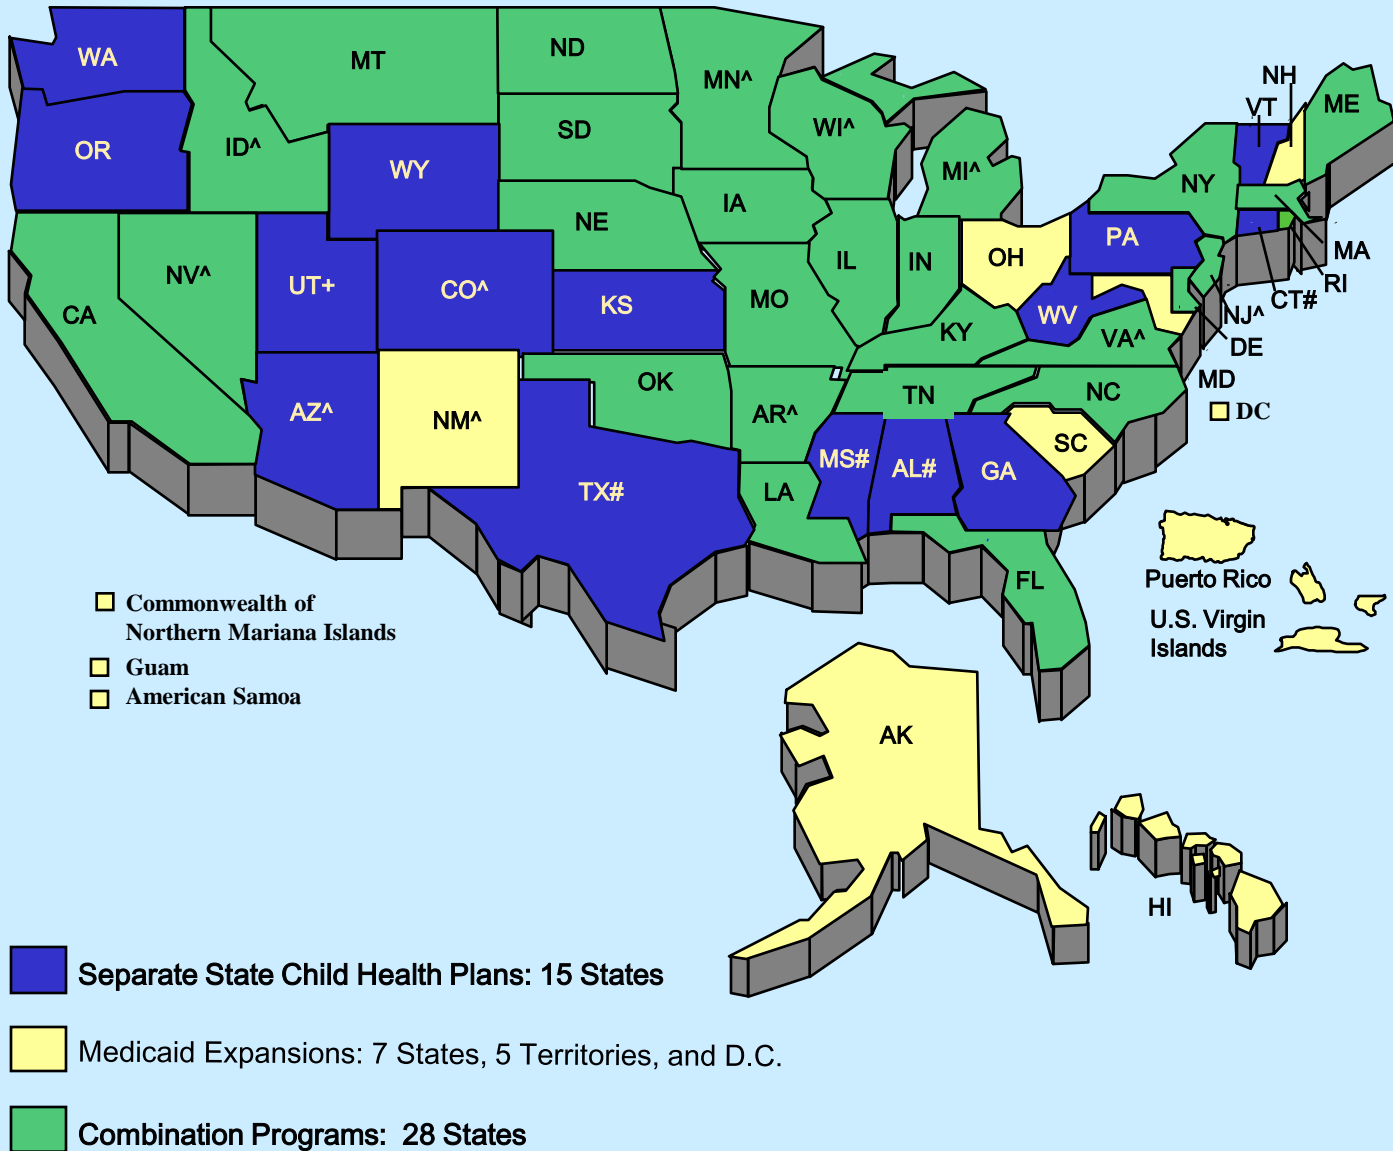 WA
MT
ND
MN^
NH
VT
ME
OR
ID^
SD
WI^
MI^
WY
NY
IA
NE
PA
MA
NV^
UT+
CO^
IL
IN
OH
RI
CA
KS
MO
WV
CT#
NJ^
KY
VA^
DE
OK
MD
AZ^
NM^
AR^
TN
NC
DC
SC
MS#
AL#
GA
TX#
LA
FL
Puerto Rico
U.S. Virgin
Islands
Commonwealth of
Northern Mariana Islands
Guam
American Samoa
AK
HI
Separate State Child Health Plans: 15 States
Medicaid Expansions: 7 States, 5 Territories, and D.C.
Combination Programs: 28 States